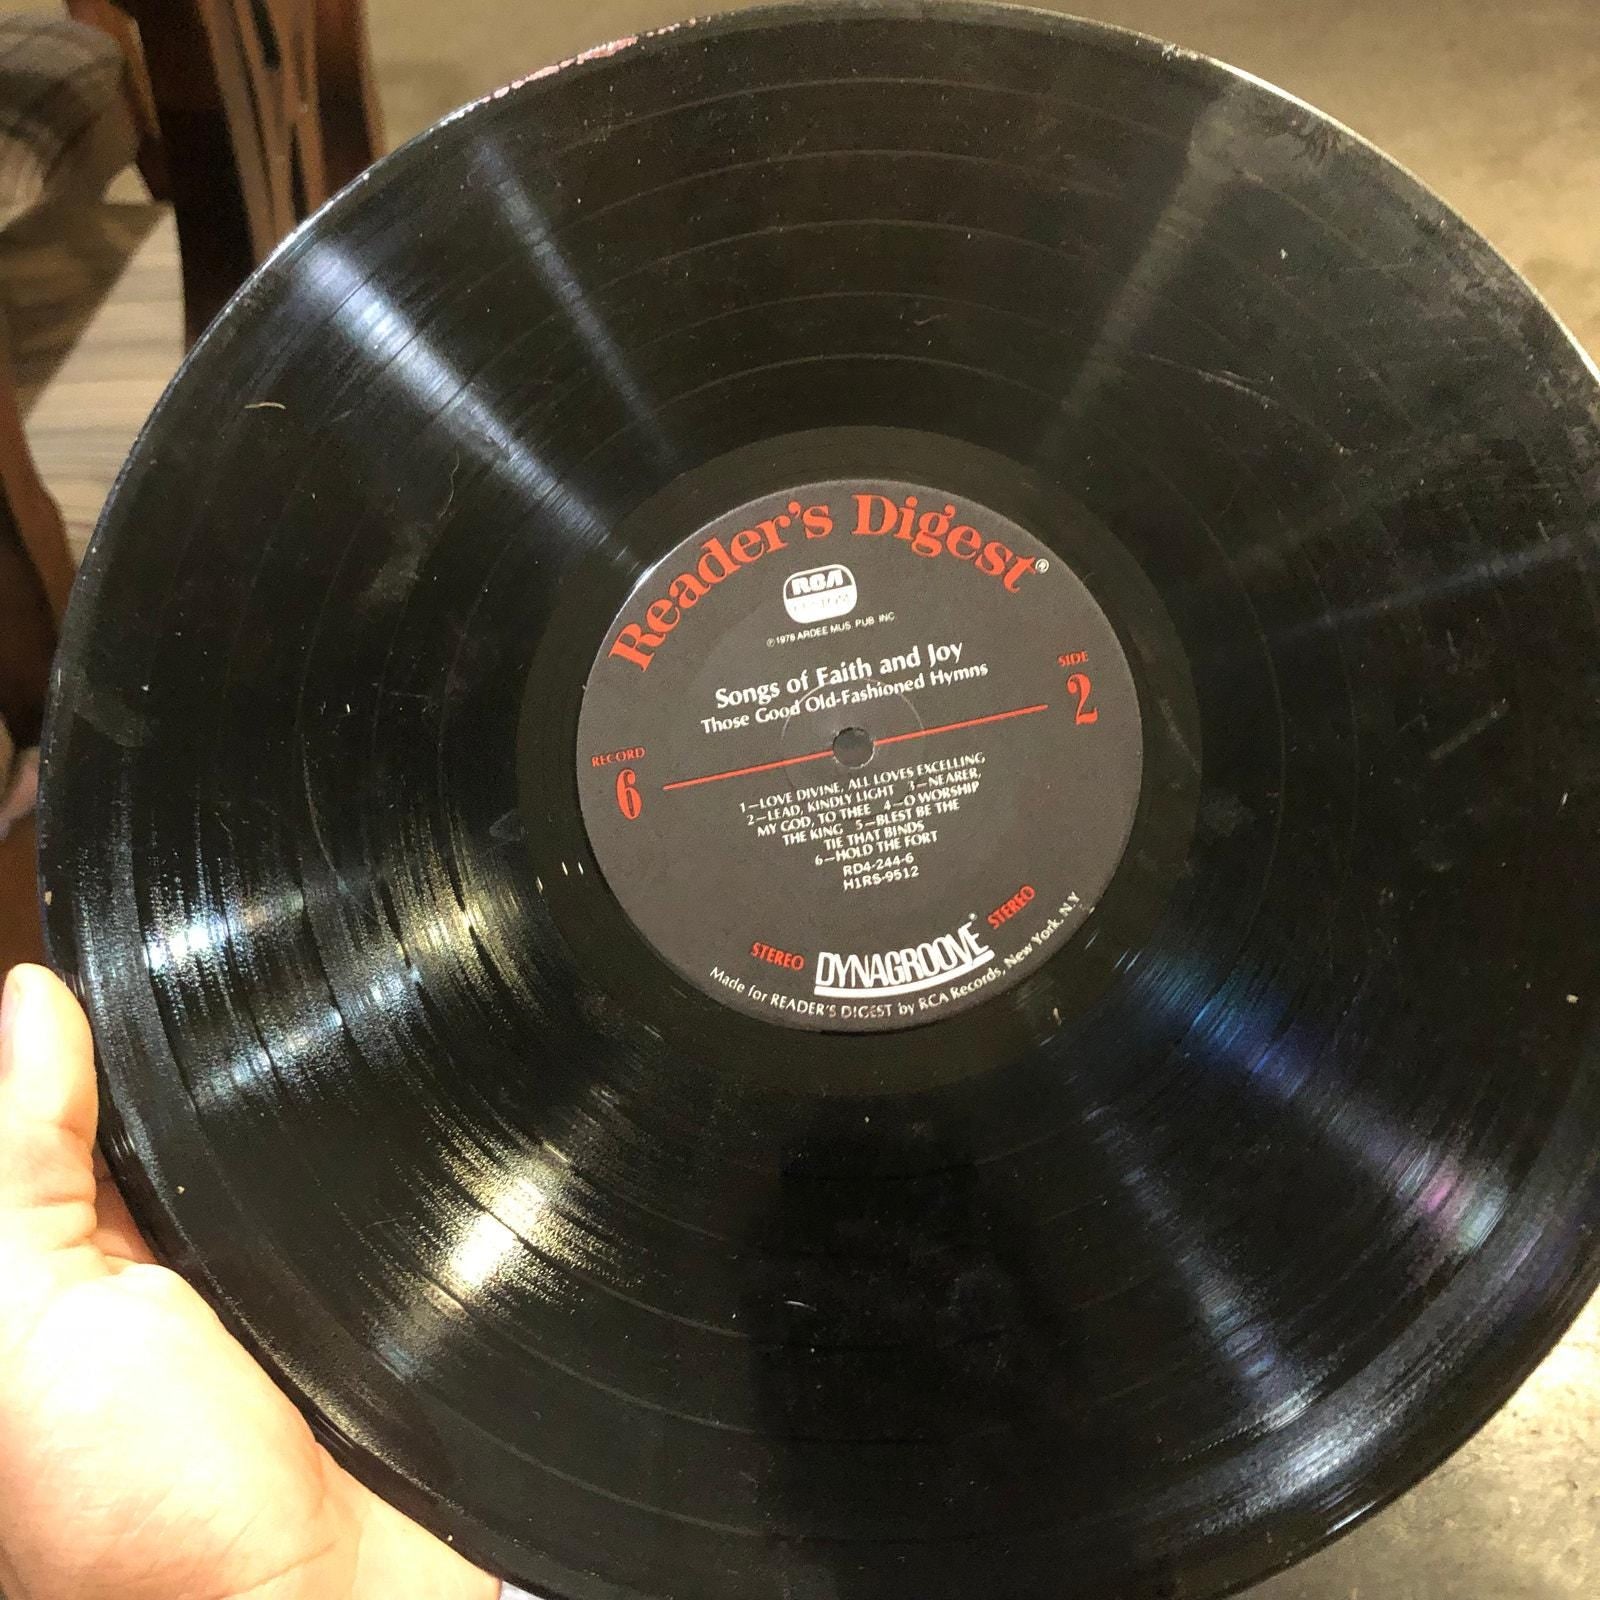 Reader's Digest®
RCA
CUSTOM
℗1976 ARDEE MUS. PUB. INC.
Songs of Faith and Joy
Those Good Old-Fashioned Hymns
SIDE
2
RECORD
6
1—LOVE DIVINE, ALL LOVES EXCELLING
2—LEAD, KINDLY LIGHT 3—NEARER,
MY GOD, TO THEE 4—O WORSHIP
THE KING 5—BLEST BE THE
TIE THAT BINDS
6—HOLD THE FORT
RD4-244-6
H1RS-9512
STEREO DYNAGROOVE STEREO
Made for READER'S DIGEST by RCA Records, New York, N.Y.